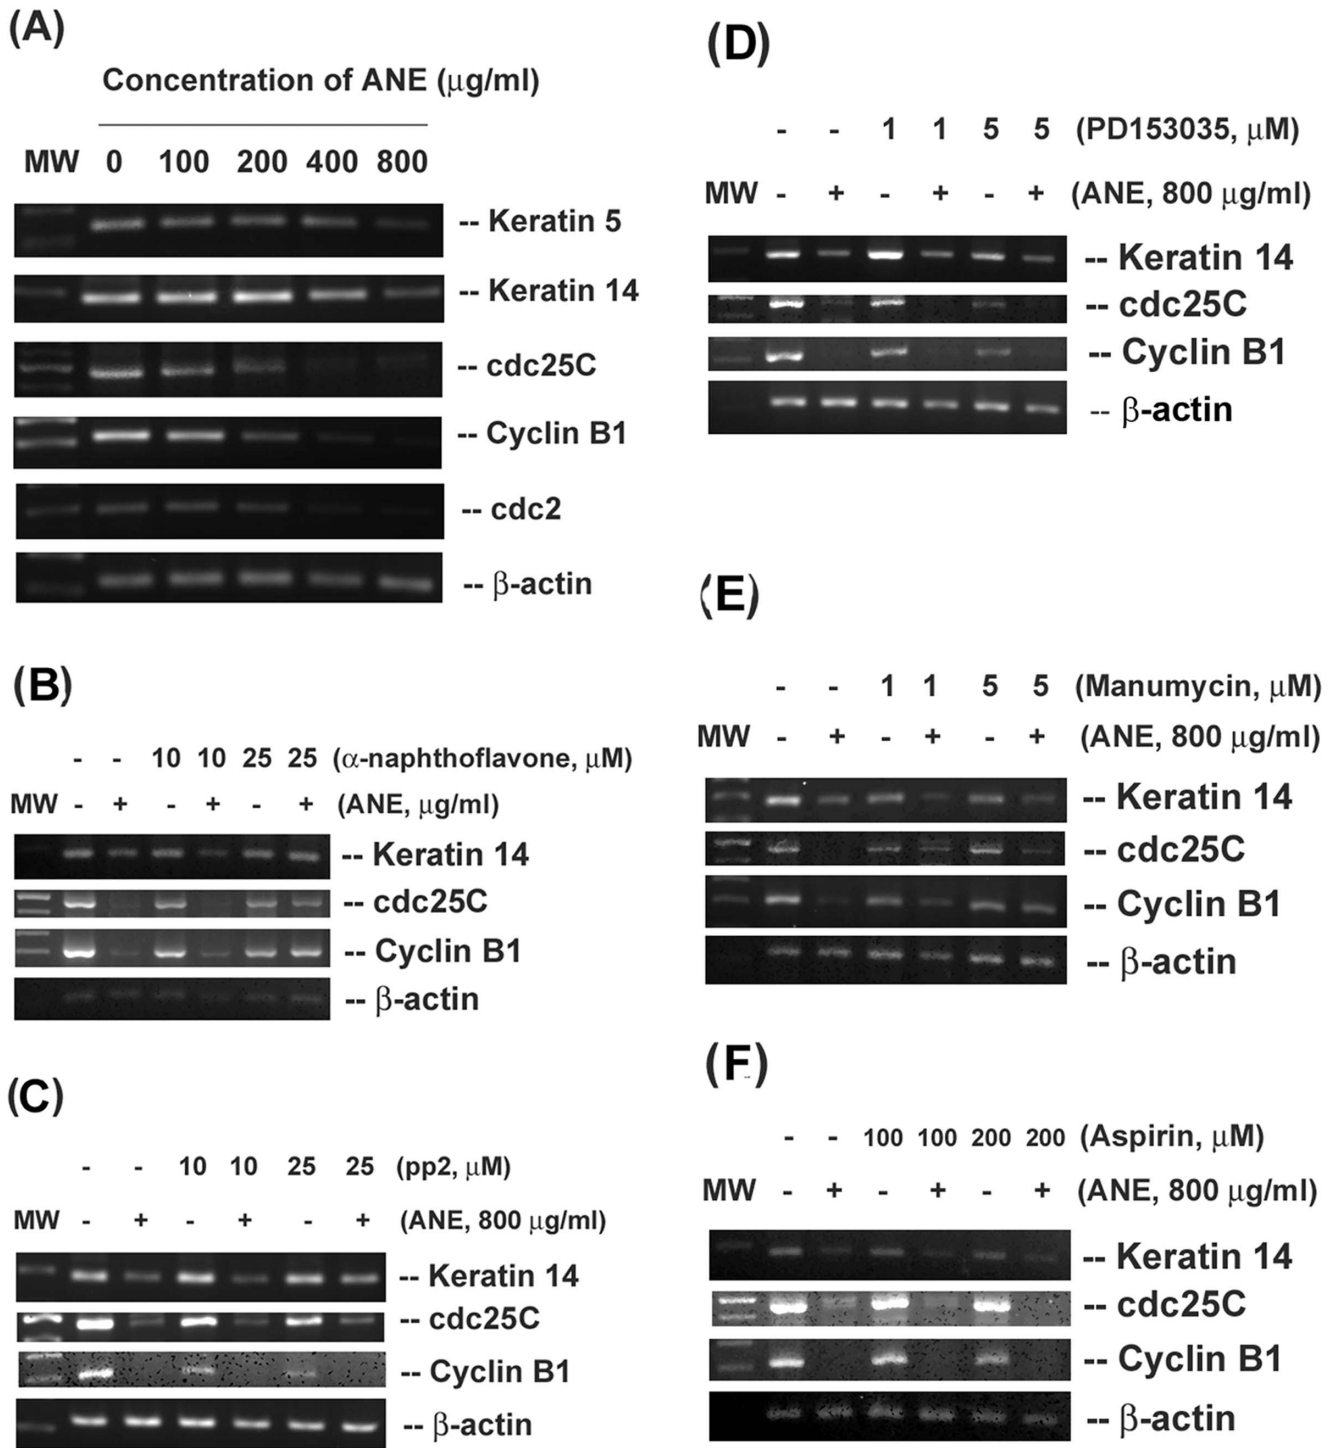 (A)
Concentration of ANE (μg/ml)
MW 0 100 200 400 800
-- Keratin 5
-- Keratin 14
-- cdc25C
-- Cyclin B1
-- cdc2
-- β-actin
(B)
- - 10 10 25 25 (α-naphthoflavone, μM)
MW - + - + - + (ANE, μg/ml)
-- Keratin 14
-- cdc25C
-- Cyclin B1
-- β-actin
(C)
- - 10 10 25 25 (pp2, μM)
MW - + - + - + (ANE, 800 μg/ml)
-- Keratin 14
-- cdc25C
-- Cyclin B1
-- β-actin
(D)
- - 1 1 5 5 (PD153035, μM)
MW - + - + - + (ANE, 800 μg/ml)
-- Keratin 14
-- cdc25C
-- Cyclin B1
-- β-actin
(E)
- - 1 1 5 5 (Manumycin, μM)
MW - + - + - + (ANE, 800 μg/ml)
-- Keratin 14
-- cdc25C
-- Cyclin B1
-- β-actin
(F)
- - 100 100 200 200 (Aspirin, μM)
MW - + - + - + (ANE, 800 μg/ml)
-- Keratin 14
-- cdc25C
-- Cyclin B1
-- β-actin